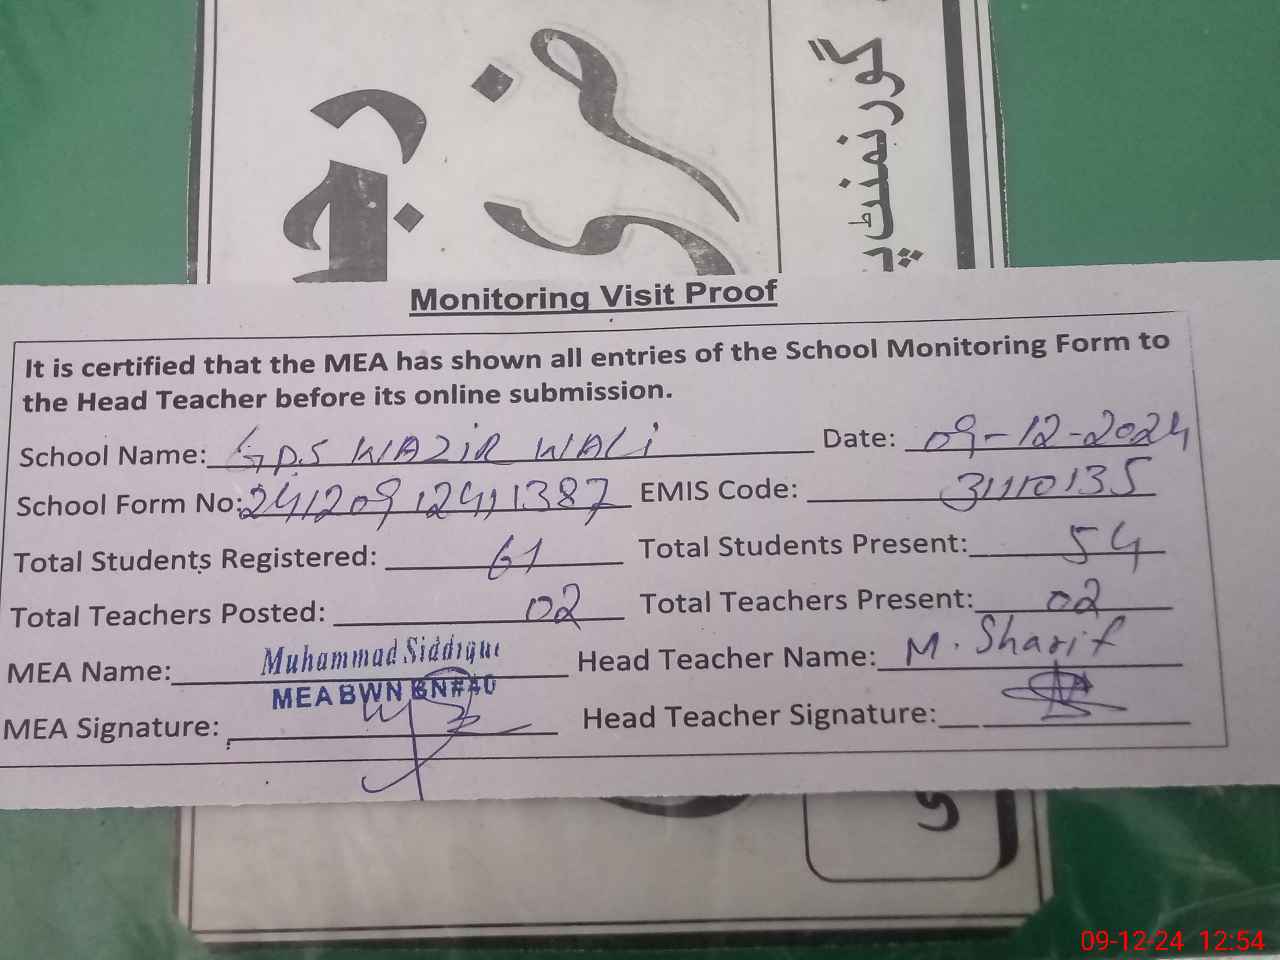 گورنمنٹ
Monitoring Visit Proof
It is certified that the MEA has shown all entries of the School Monitoring Form to
the Head Teacher before its online submission.
School Name: GPS WAZIR WALI Date: 09-12-2024
School Form No: 241209124111387 EMIS Code: 31110135
Total Students Registered: 61 Total Students Present: 54
Total Teachers Posted: 02 Total Teachers Present: 02
MEA Name: Muhammad Siddique Head Teacher Name: M. Sharif
MEA BWN BN#40
MEA Signature: Head Teacher Signature:
09-12-24 12:54